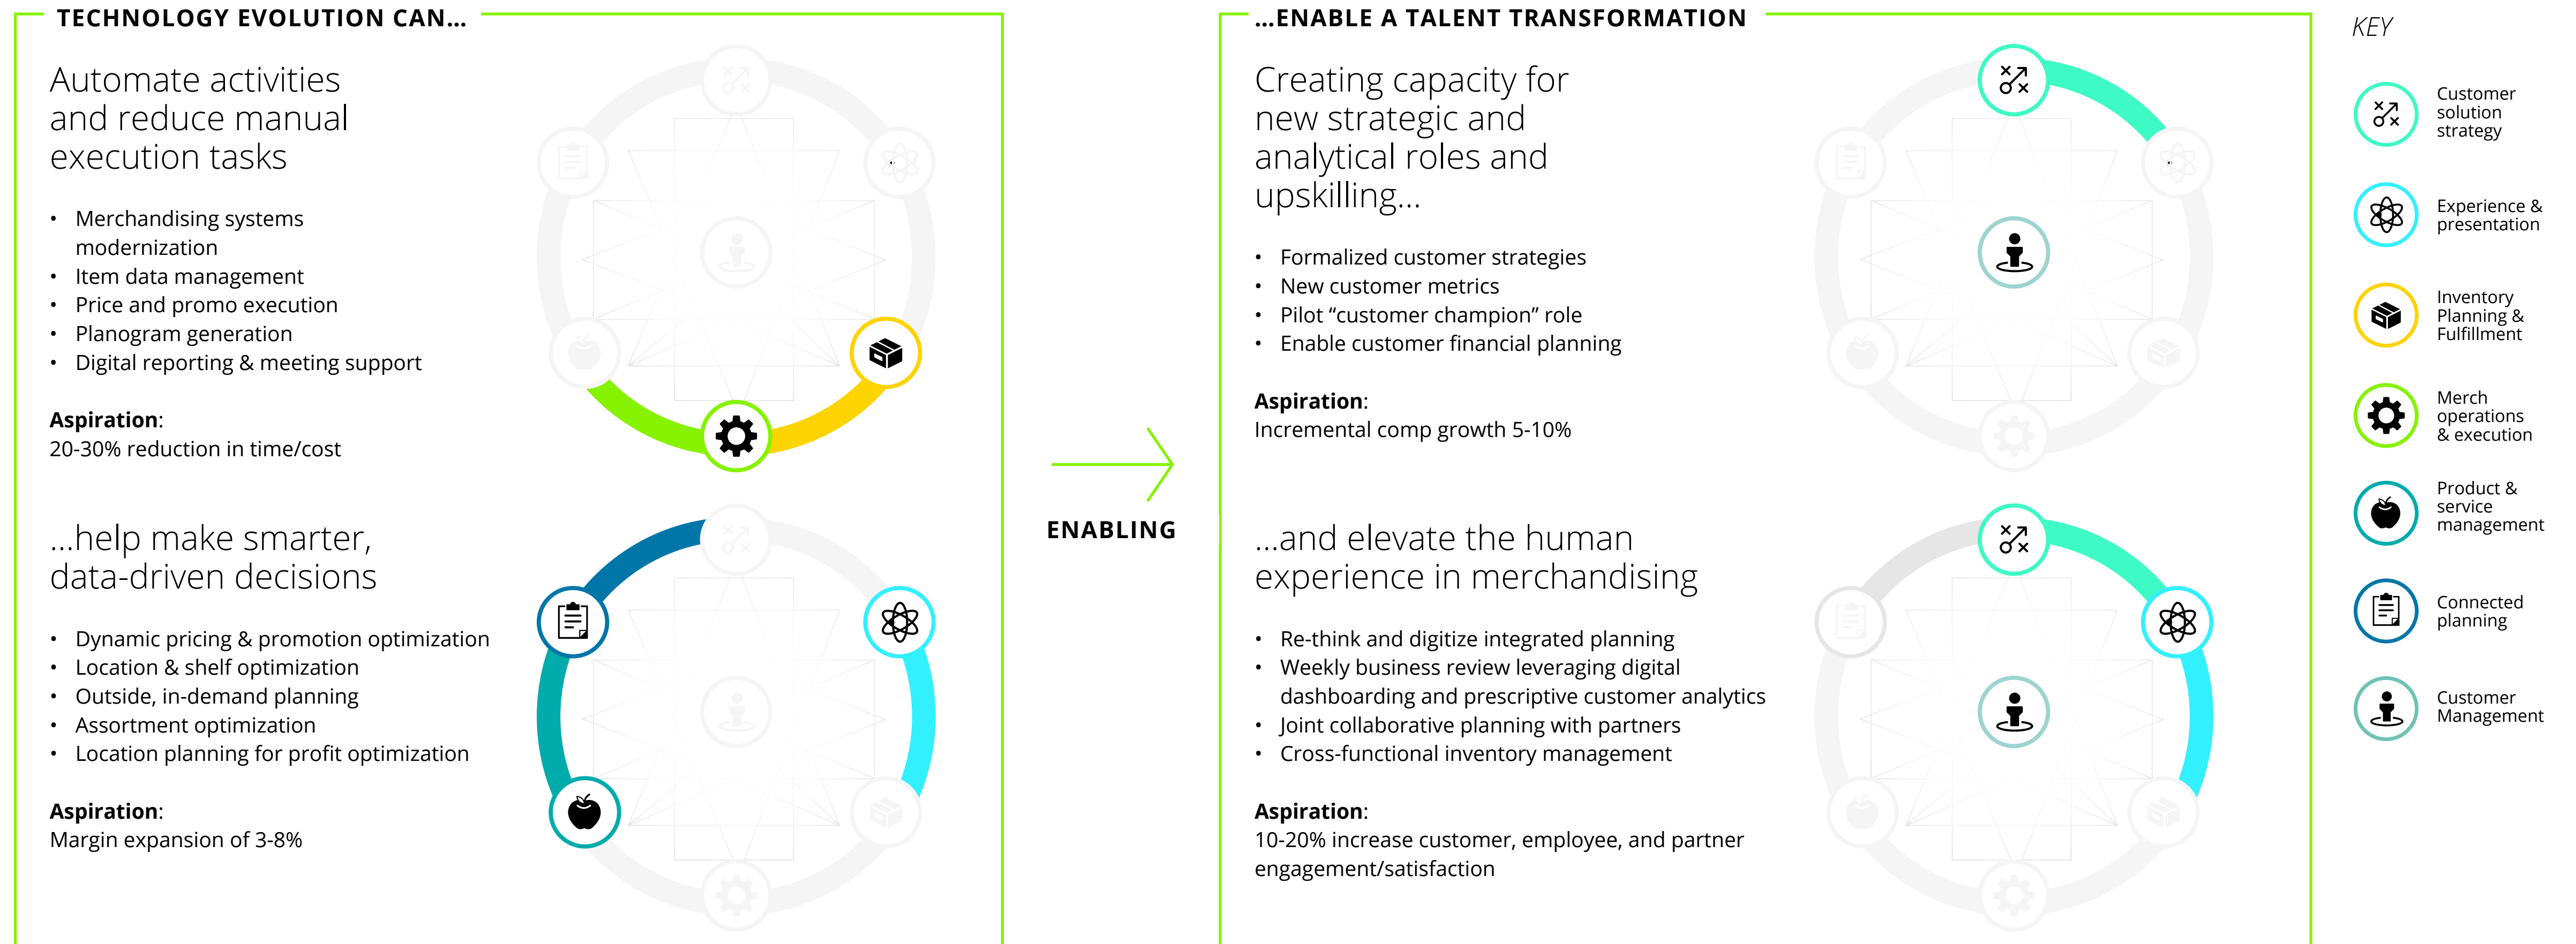 TECHNOLOGY EVOLUTION CAN...
Automate activities
and reduce manual
execution tasks
• Merchandising systems
modernization
• Item data management
• Price and promo execution
• Planogram generation
• Digital reporting & meeting support
Aspiration:
20-30% reduction in time/cost
...help make smarter,
data-driven decisions
• Dynamic pricing & promotion optimization
• Location & shelf optimization
• Outside, in-demand planning
• Assortment optimization
• Location planning for profit optimization
Aspiration:
Margin expansion of 3-8%
ENABLING
...ENABLE A TALENT TRANSFORMATION
Creating capacity for
new strategic and
analytical roles and
upskilling...
• Formalized customer strategies
• New customer metrics
• Pilot “customer champion” role
• Enable customer financial planning
Aspiration:
Incremental comp growth 5-10%
...and elevate the human
experience in merchandising
• Re-think and digitize integrated planning
• Weekly business review leveraging digital
dashboarding and prescriptive customer analytics
• Joint collaborative planning with partners
• Cross-functional inventory management
Aspiration:
10-20% increase customer, employee, and partner
engagement/satisfaction
KEY
Customer
solution
strategy
Experience &
presentation
Inventory
Planning &
Fulfillment
Merch
operations
& execution
Product &
service
management
Connected
planning
Customer
Management